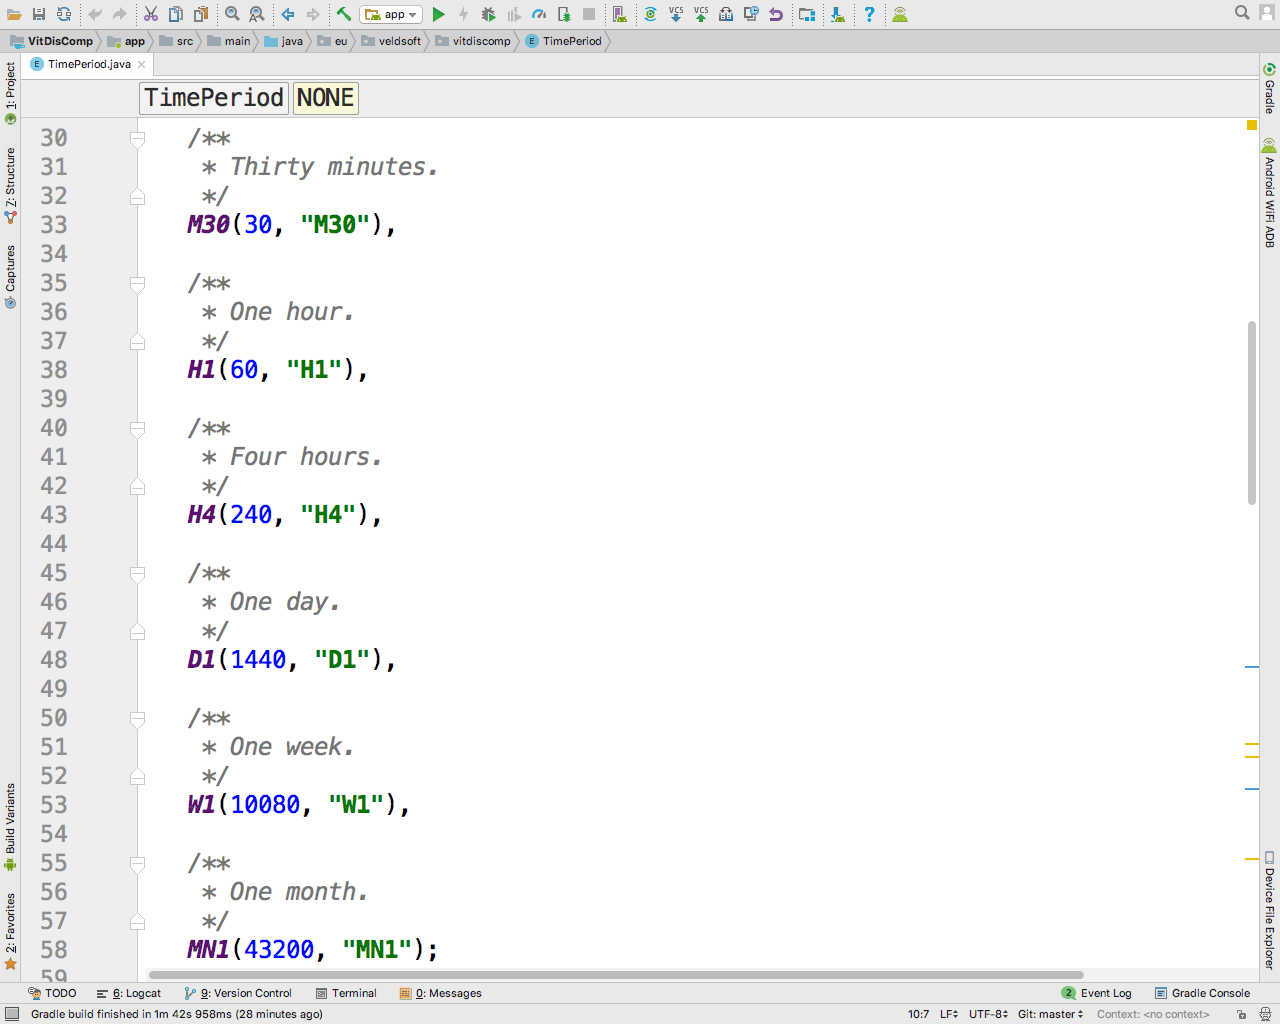 app
VitDisComp app src main java eu veldsoft vitdiscomp TimePeriod
TimePeriod.java
TimePeriod NONE
30 /**
31 * Thirty minutes.
32 */
33 M30(30, "M30"),
34
35 /**
36 * One hour.
37 */
38 H1(60, "H1"),
39
40 /**
41 * Four hours.
42 */
43 H4(240, "H4"),
44
45 /**
46 * One day.
47 */
48 D1(1440, "D1"),
49
50 /**
51 * One week.
52 */
53 W1(10080, "W1"),
54
55 /**
56 * One month.
57 */
58 MN1(43200, "MN1");
59
1: Project
7: Structure
Captures
Build Variants
2: Favorites
Gradle
Android WiFi ADB
Device File Explorer
VCS VCS
TODO 6: Logcat 9: Version Control Terminal 0: Messages 2 Event Log Gradle Console
Gradle build finished in 1m 42s 958ms (28 minutes ago) 10:7 LF UTF-8 Git: master Context: <no context>